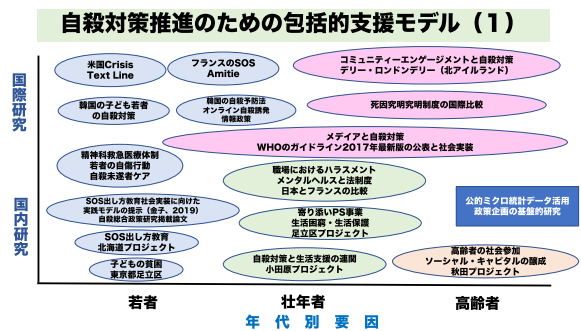 自殺対策推進のための包括的支援モデル（1）
国際研究
米国Crisis
Text Line
フランスのSOS
Amitie
コミュニティーエンゲージメントと自殺対策
デリー・ロンドンデリー（北アイルランド）
韓国の子ども若者
の自殺対策
韓国の自殺予防法
オンライン自殺誘発
情報政策
死因究明究明制度の国際比較
メデイアと自殺対策
WHOのガイドライン2017年最新版の公表と社会実装
国内研究
精神科救急医療体制
若者の自傷行動
自殺未遂者ケア
職場におけるハラスメント
メンタルヘルスと法制度
日本とフランスの比較
公的ミクロ統計データ活用
政策企画の基盤的研究
SOS出し方教育社会実装に向けた
実践モデルの提示（金子、2019）
自殺総合政策研究掲載論文
寄り添いPS事業
生活困窮・生活保護
足立区プロジェクト
SOS出し方教育
北海道プロジェクト
子どもの貧困
東京都足立区
自殺対策と生活支援の連関
小田原プロジェクト
高齢者の社会参加
ソーシャル・キャピタルの醸成
秋田プロジェクト
若者
壮年者
高齢者
年代別要因